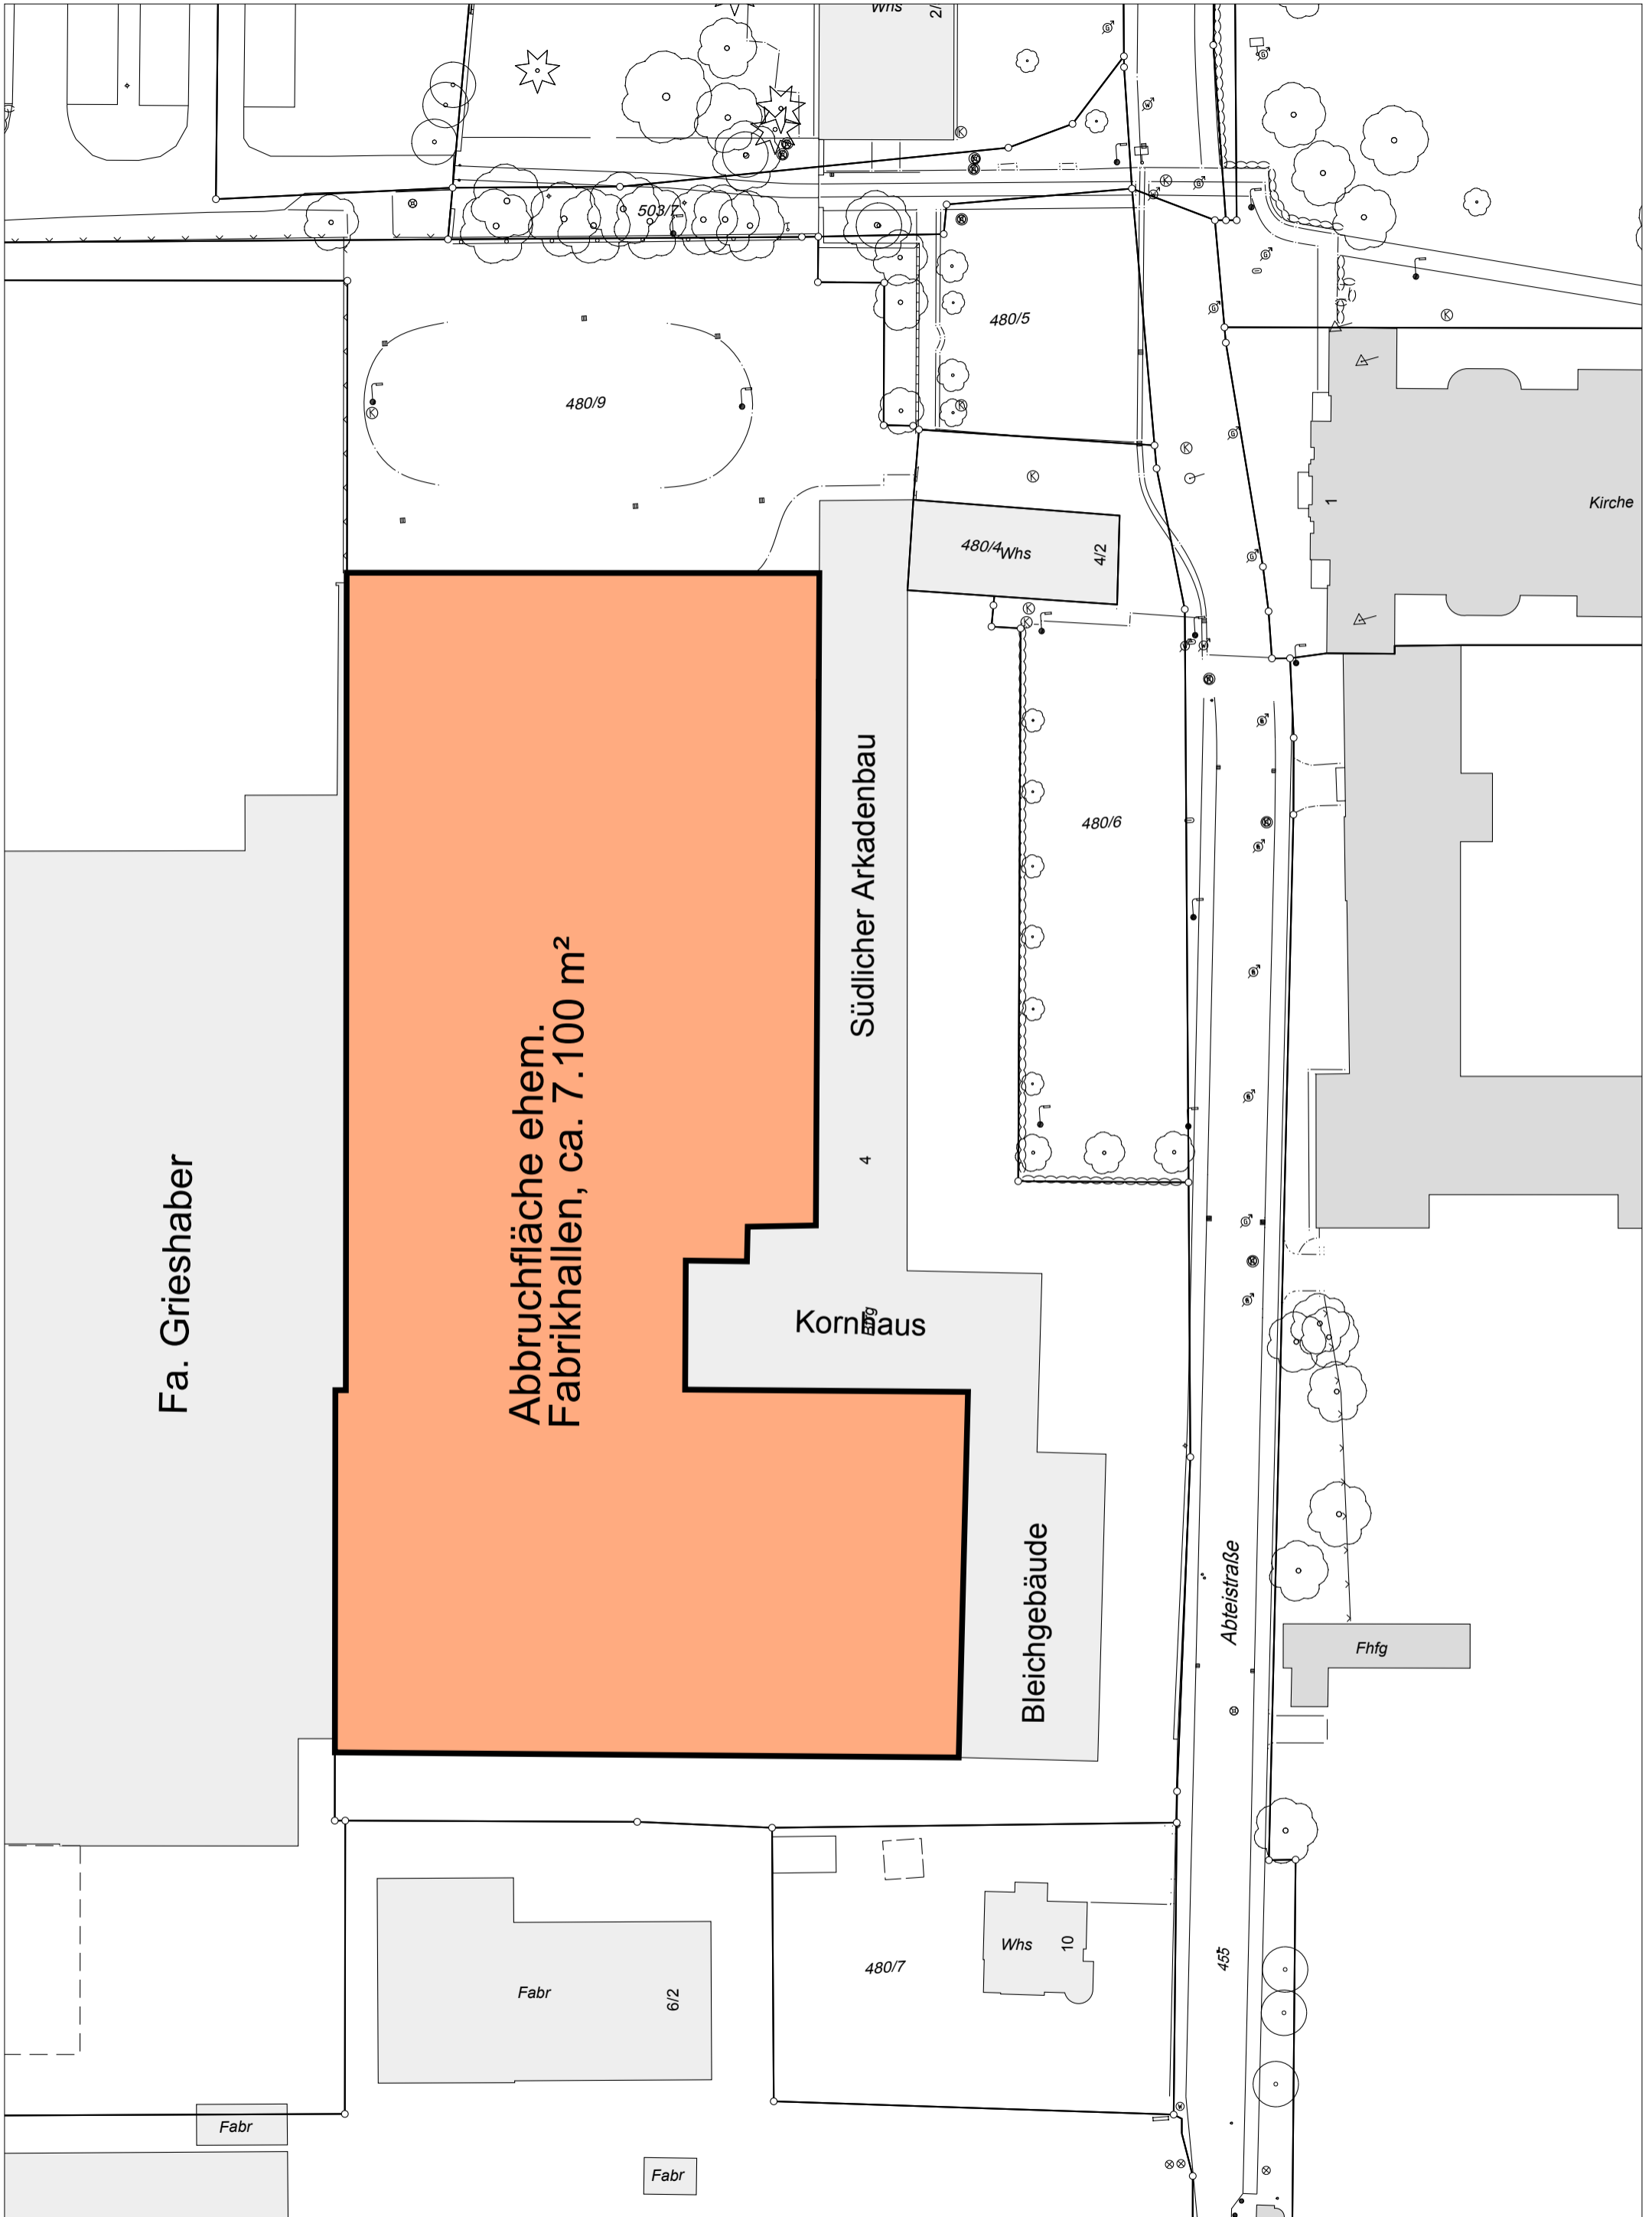 Whs
2/
503/7
480/5
480/9
Kirche
1
480/4
Whs
4/2
480/6
Südlicher Arkadenbau
4
Abbruchfläche ehem.
Fabrikhallen, ca. 7.100 m²
Fa. Grieshaber
Kornhaus
Bleichgebäude
Abteistraße
Fhfg
Whs
10
480/7
455
Fabr
6/2
Fabr
Fabr